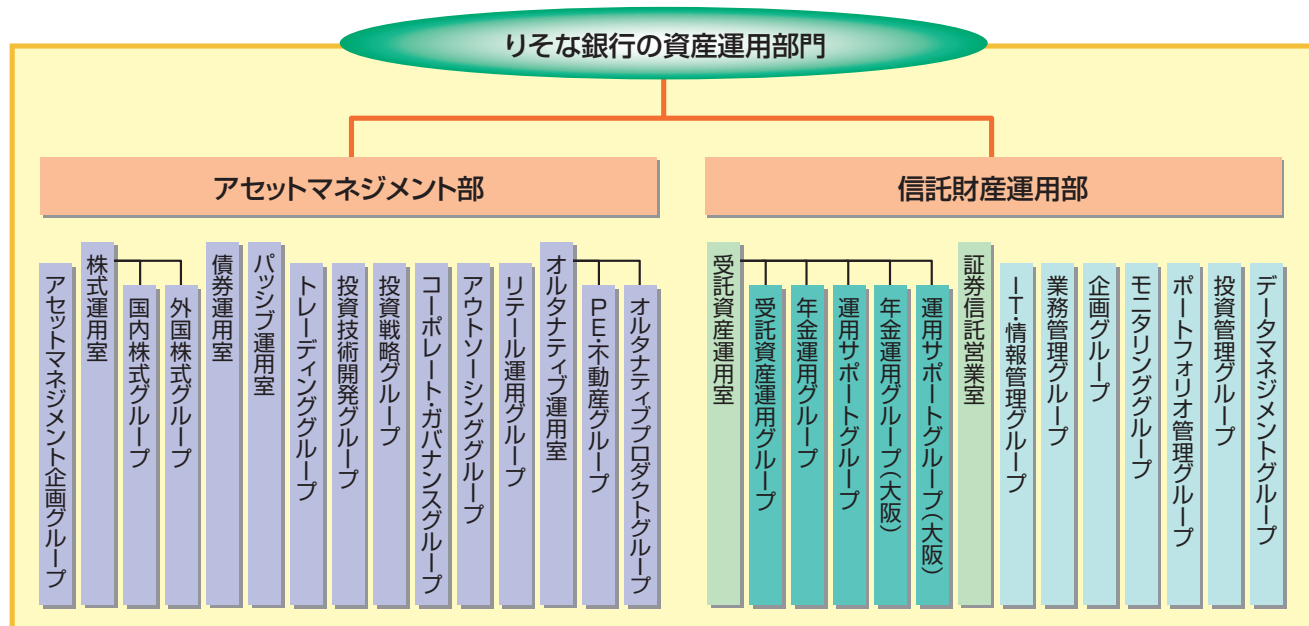 りそな銀行の資産運用部門
アセットマネジメント部
アセットマネジメント企画グループ
株式運用室
国内株式グループ
外国株式グループ
債券運用室
パッシブ運用室
トレーディンググループ
投資技術開発グループ
投資戦略グループ
コーポレート・ガバナンスグループ
アウトソーシンググループ
リテール運用グループ
オルタナティブ運用室
PE・不動産グループ
オルタナティブプロダクトグループ
信託財産運用部
受託資産運用室
受託資産運用グループ
年金運用グループ
運用サポートグループ
年金運用グループ（大阪）
運用サポートグループ（大阪）
証券信託営業室
IT・情報管理グループ
業務管理グループ
企画グループ
モニタリンググループ
ポートフォリオ管理グループ
投資管理グループ
データマネジメントグループ